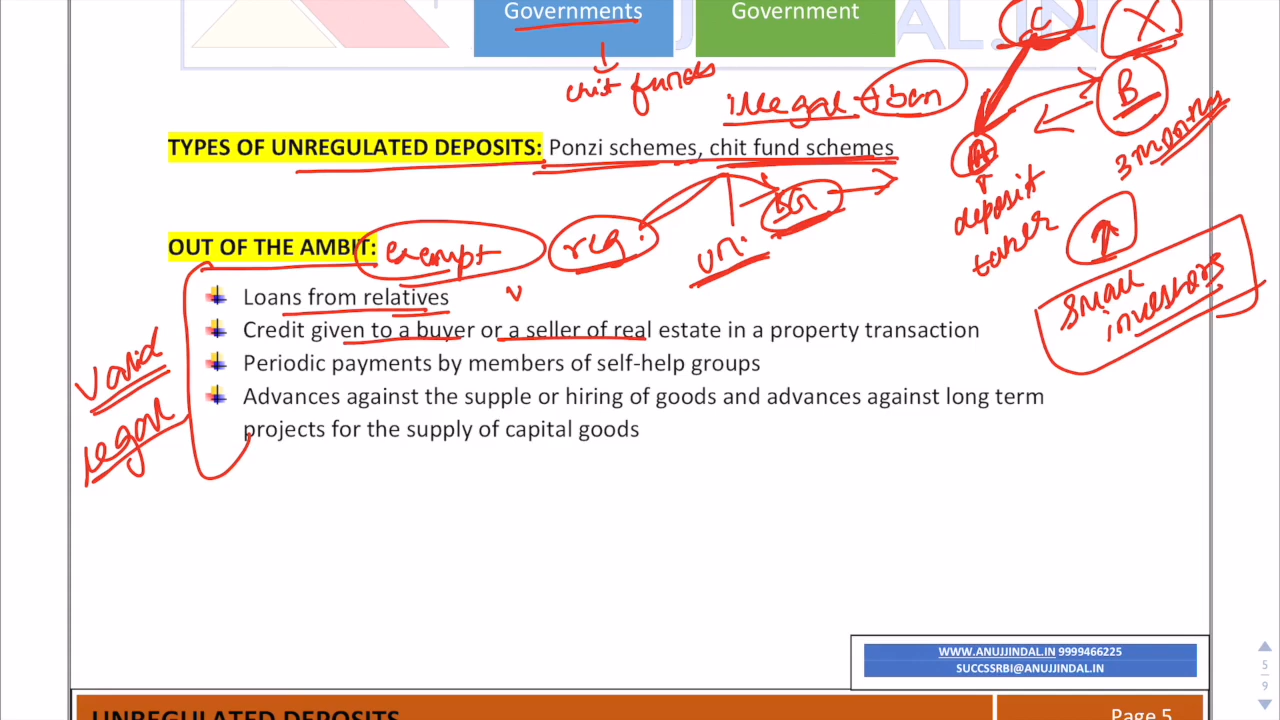 Governments
Government
C
X
chit funds
illegal → ban
B
TYPES OF UNREGULATED DEPOSITS: Ponzi schemes, chit fund schemes
A
3 months
deposit
taker
OUT OF THE AMBIT: exempt
reg.
un.
small
investors
Loans from relatives
Credit given to a buyer or a seller of real estate in a property transaction
Periodic payments by members of self-help groups
Advances against the supple or hiring of goods and advances against long term
projects for the supply of capital goods
valid
legal
WWW.ANUJJINDAL.IN 9999466225
SUCCSSRBI@ANUJJINDAL.IN
UNREGULATED DEPOSITS
Page 5
5
9